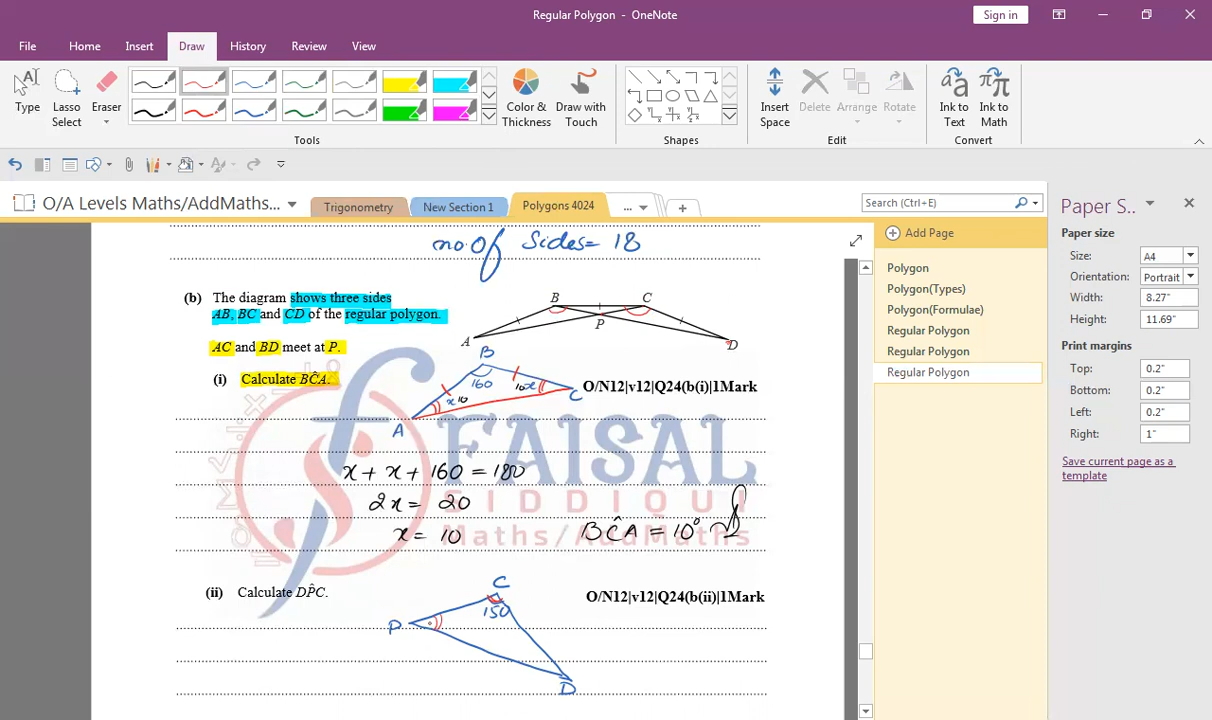 Regular Polygon - OneNote
Sign in
File
Home
Insert
Draw
History
Review
View
Type
Lasso Select
Eraser
Color & Thickness
Draw with Touch
Insert Space
Delete
Arrange
Rotate
Ink to Text
Ink to Math
Tools
Shapes
Edit
Convert
O/A Levels Maths/AddMaths...
Trigonometry
New Section 1
Polygons 4024
...
Search (Ctrl+E)
Paper S...
Add Page
Polygon
Polygon(Types)
Polygon(Formulae)
Regular Polygon
Regular Polygon
Regular Polygon
Paper size
Size: A4
Orientation: Portrait
Width: 8.27"
Height: 11.69"
Print margins
Top: 0.2"
Bottom: 0.2"
Left: 0.2"
Right: 1"
Save current page as a template
no. of Sides = 18
(b) The diagram shows three sides
AB, BC and CD of the regular polygon.
AC and BD meet at P.
B C
P
A D
(i) Calculate BĈA.
O/N12|v12|Q24(b(i)|1Mark
B
160
10x
x10
C
A
FAISAL
SIDDIQUI
Maths/AddMaths
x + x + 160 = 180
2x = 20
x = 10
BĈA = 10°
(ii) Calculate DP̂C.
O/N12|v12|Q24(b(ii)|1Mark
C
150
P
D